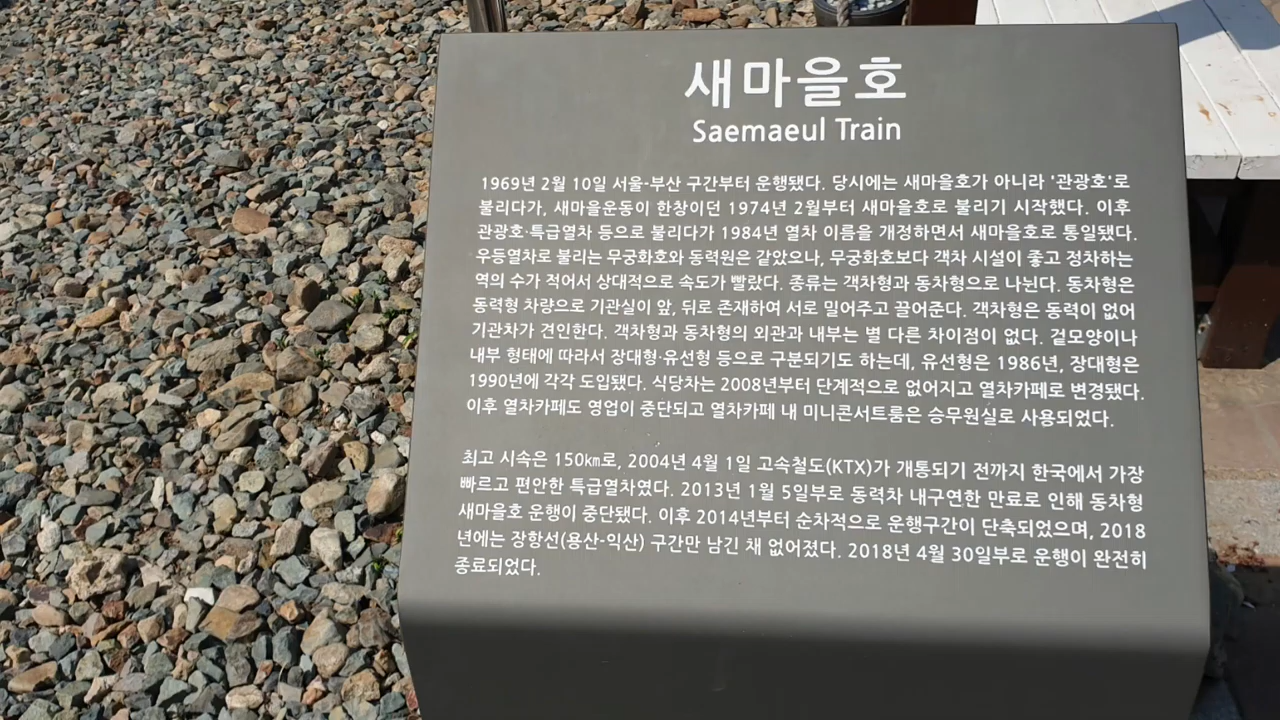 새마을호
Saemaeul Train
1969년 2월 10일 서울-부산 구간부터 운행됐다. 당시에는 새마을호가 아니라 '관광호'로
불리다가, 새마을운동이 한창이던 1974년 2월부터 새마을호로 불리기 시작했다. 이후
관광호·특급열차 등으로 불리다가 1984년 열차 이름을 개정하면서 새마을호로 통일됐다.
우등열차로 불리는 무궁화호와 동력원은 같았으나, 무궁화호보다 객차 시설이 좋고 정차하는
역의 수가 적어서 상대적으로 속도가 빨랐다. 종류는 객차형과 동차형으로 나뉜다. 동차형은
동력형 차량으로 기관실이 앞, 뒤로 존재하여 서로 밀어주고 끌어준다. 객차형은 동력이 없어
기관차가 견인한다. 객차형과 동차형의 외관과 내부는 별 다른 차이점이 없다. 겉모양이나
내부 형태에 따라서 장대형·유선형 등으로 구분되기도 하는데, 유선형은 1986년, 장대형은
1990년에 각각 도입됐다. 식당차는 2008년부터 단계적으로 없어지고 열차카페로 변경됐다.
이후 열차카페도 영업이 중단되고 열차카페 내 미니콘서트룸은 승무원실로 사용되었다.
최고 시속은 150㎞로, 2004년 4월 1일 고속철도(KTX)가 개통되기 전까지 한국에서 가장
빠르고 편안한 특급열차였다. 2013년 1월 5일부로 동력차 내구연한 만료로 인해 동차형
새마을호 운행이 중단됐다. 이후 2014년부터 순차적으로 운행구간이 단축되었으며, 2018
년에는 장항선(용산-익산) 구간만 남긴 채 없어졌다. 2018년 4월 30일부로 운행이 완전히
종료되었다.